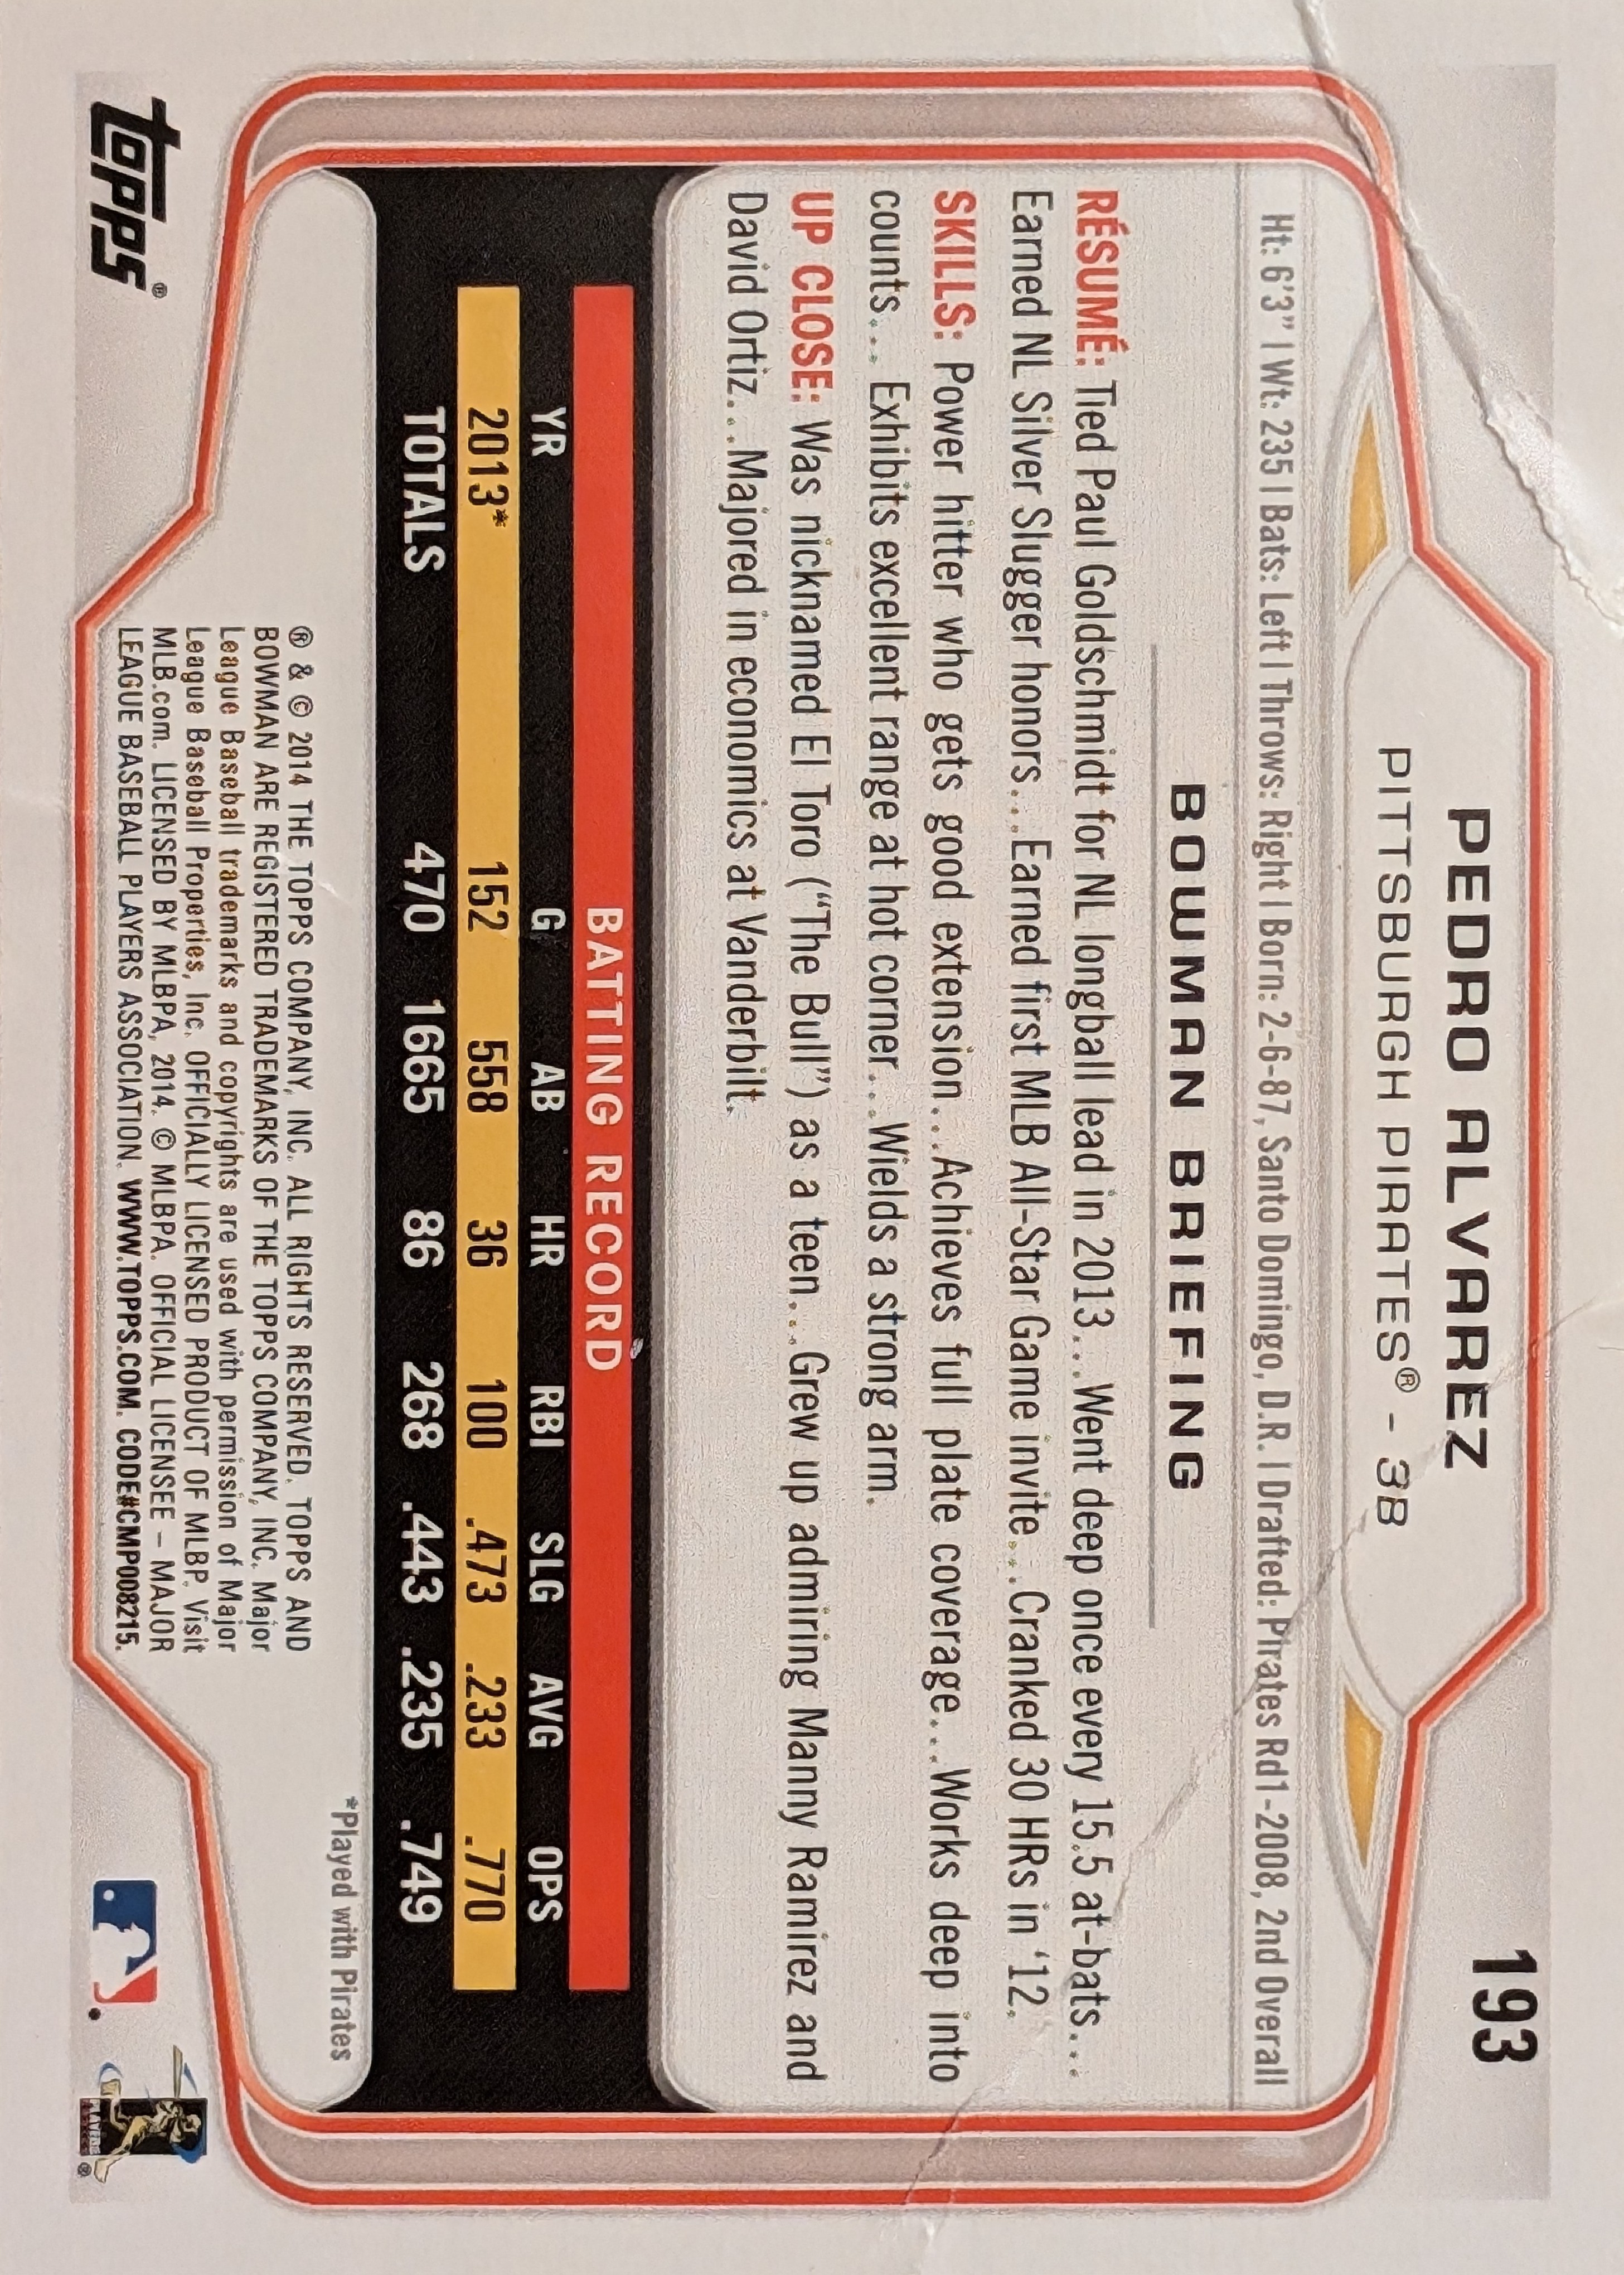 193
PEDRO ALVAREZ
PITTSBURGH PIRATES® - 3B
Ht: 6'3" | Wt: 235 | Bats: Left | Throws: Right | Born: 2-6-87, Santo Domingo, D.R. | Drafted: Pirates Rd1-2008, 2nd Overall
BOWMAN BRIEFING
RÉSUMÉ: Tied Paul Goldschmidt for NL longball lead in 2013...Went deep once every 15.5 at-bats...
Earned NL Silver Slugger honors...Earned first MLB All-Star Game invite...Cranked 30 HRs in '12.
SKILLS: Power hitter who gets good extension...Achieves full plate coverage...Works deep into
counts... Exhibits excellent range at hot corner...Wields a strong arm.
UP CLOSE: Was nicknamed El Toro ("The Bull") as a teen...Grew up admiring Manny Ramirez and
David Ortiz...Majored in economics at Vanderbilt.
BATTING RECORD
YR G AB HR RBI SLG AVG OPS
2013* 152 558 36 100 .473 .233 .770
TOTALS 470 1665 86 268 .443 .235 .749
*Played with Pirates
® & © 2014 THE TOPPS COMPANY, INC. ALL RIGHTS RESERVED. TOPPS AND
BOWMAN ARE REGISTERED TRADEMARKS OF THE TOPPS COMPANY, INC. Major
League Baseball trademarks and copyrights are used with permission of Major
League Baseball Properties, Inc. OFFICIALLY LICENSED PRODUCT OF MLBP. Visit
MLB.com. LICENSED BY MLBPA, 2014. © MLBPA. OFFICIAL LICENSEE – MAJOR
LEAGUE BASEBALL PLAYERS ASSOCIATION. WWW.TOPPS.COM. CODE#CMP008215.
topps®